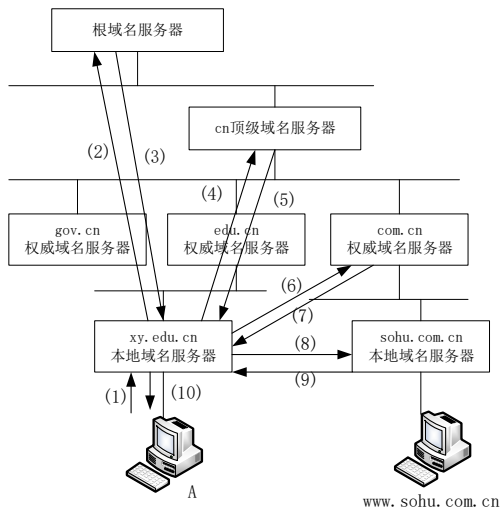 根域名服务器
(2)
(3)
cn顶级域名服务器
(4)
(5)
gov.cn
权威域名服务器
edu.cn
权威域名服务器
com.cn
权威域名服务器
(6)
(7)
xy.edu.cn
本地域名服务器
(8)
(9)
sohu.com.cn
本地域名服务器
(1)
(10)
A
www.sohu.com.cn